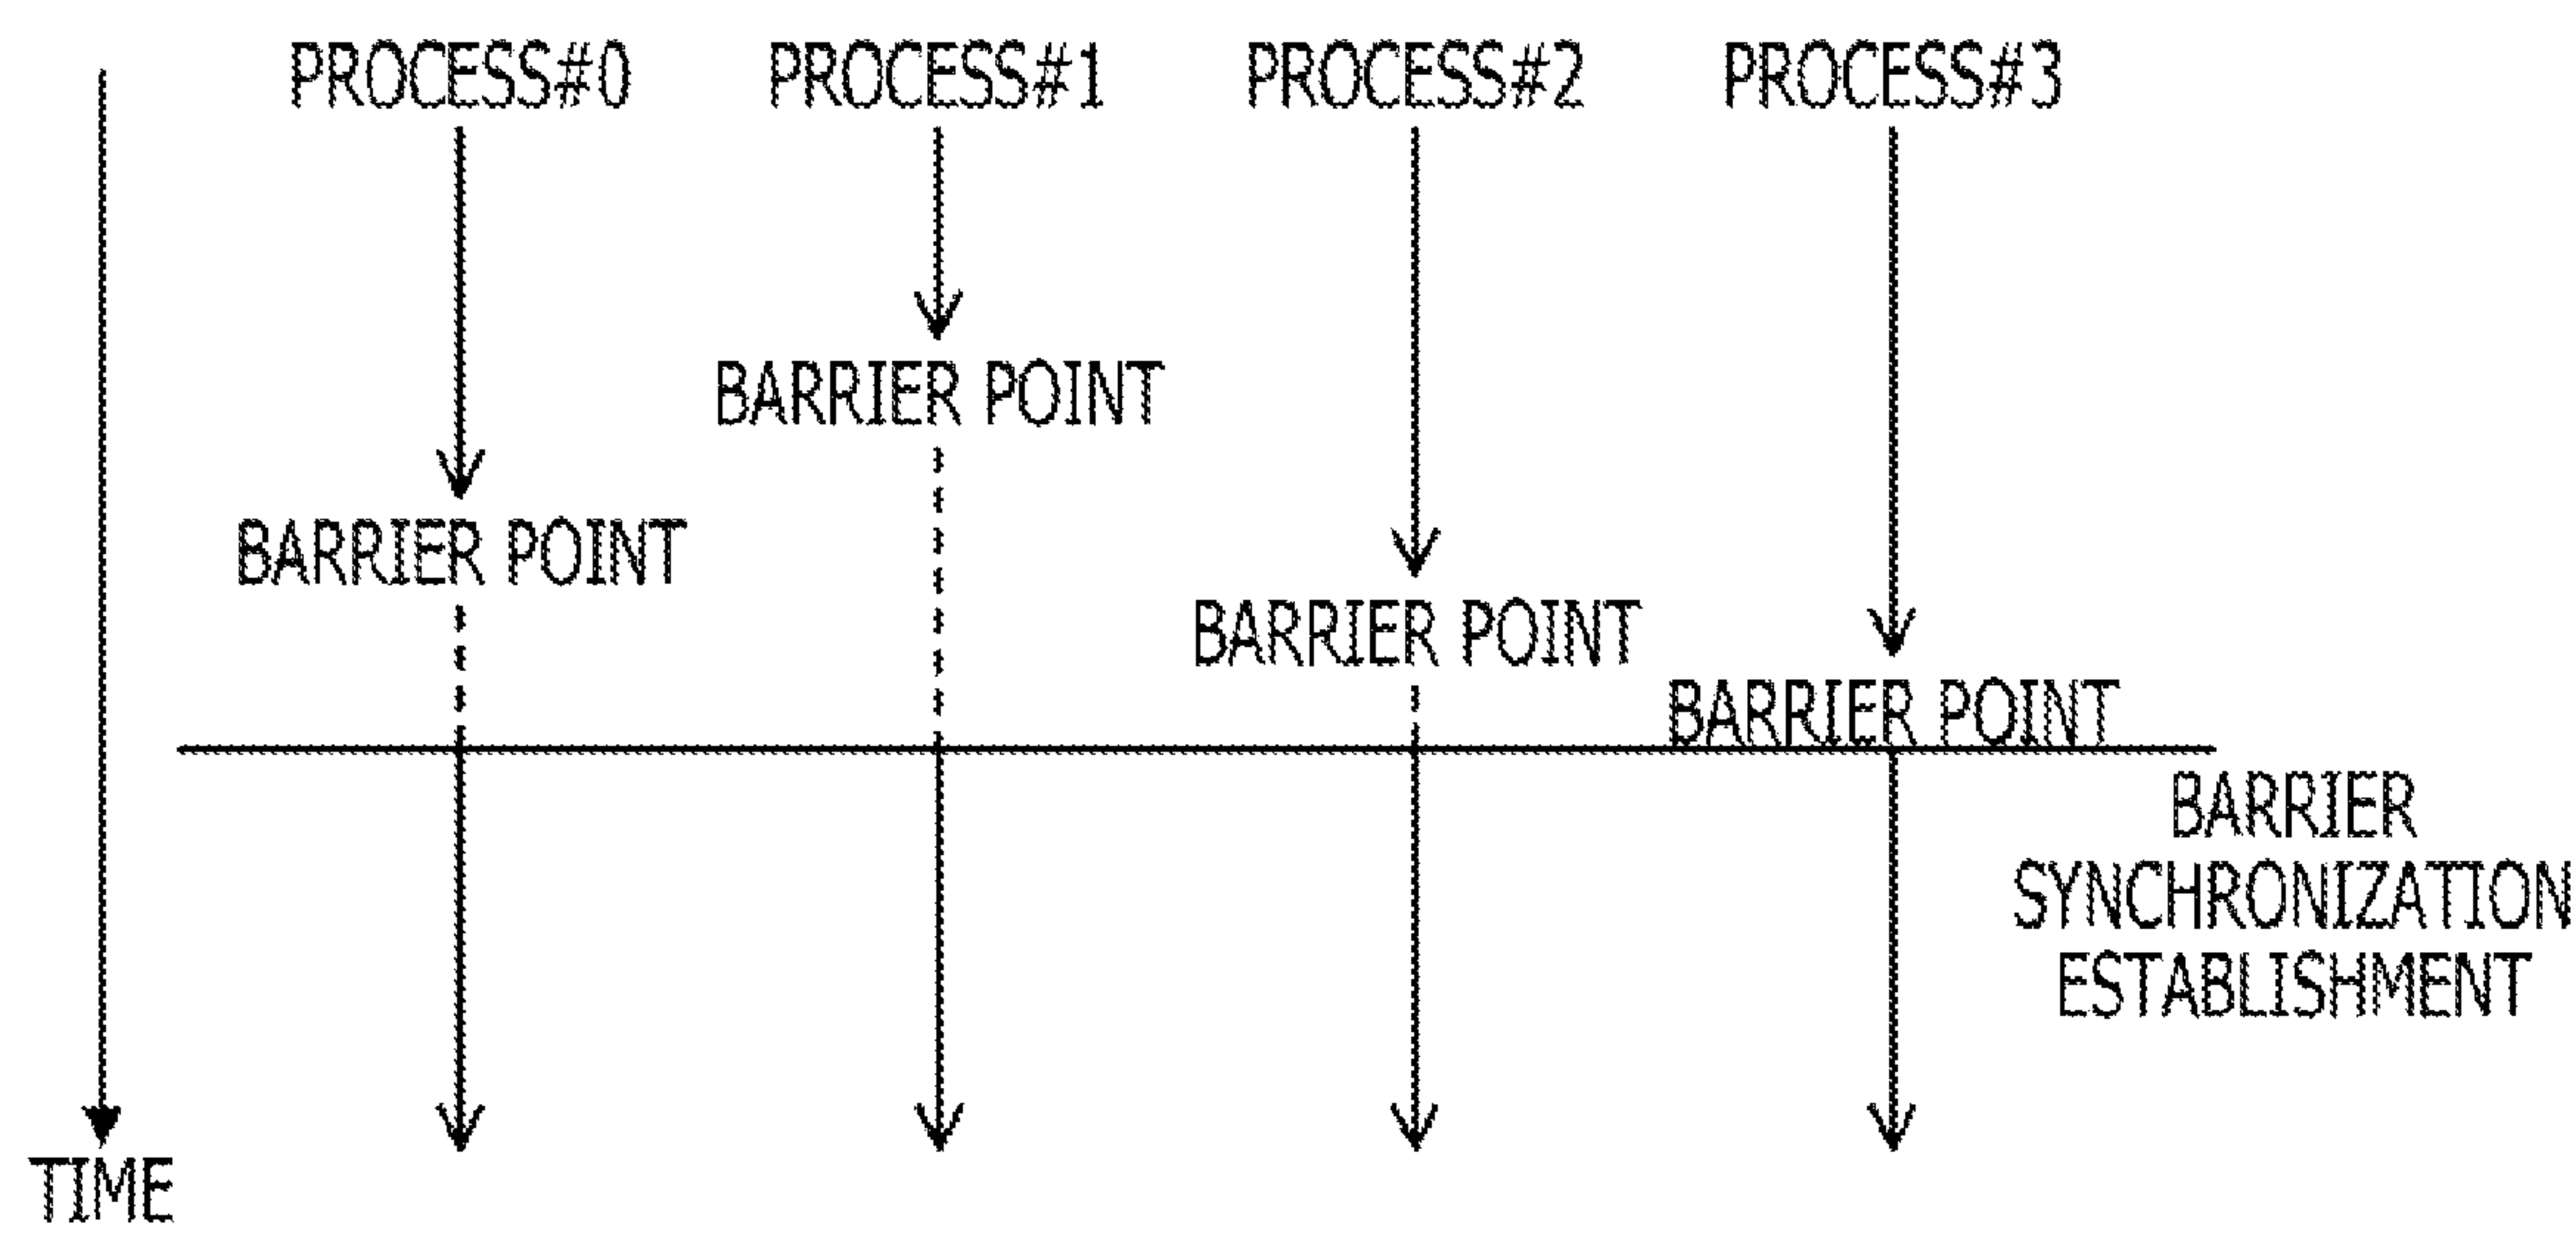 PROCESS#0 PROCESS#1 PROCESS#2 PROCESS#3
BARRIER POINT
BARRIER POINT
BARRIER POINT
BARRIER POINT
BARRIER
SYNCHRONIZATION
ESTABLISHMENT
TIME